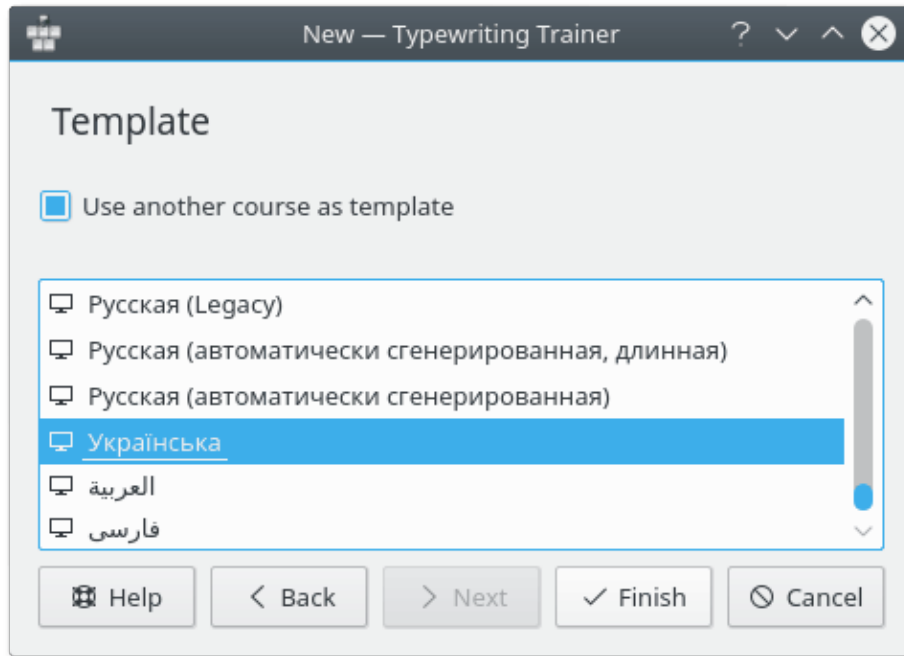 New — Typewriting Trainer
Template
Use another course as template
Русская (Legacy)
Русская (автоматически сгенерированная, длинная)
Русская (автоматически сгенерированная)
Українська
العربية
فارسی
Help
Back
Next
Finish
Cancel